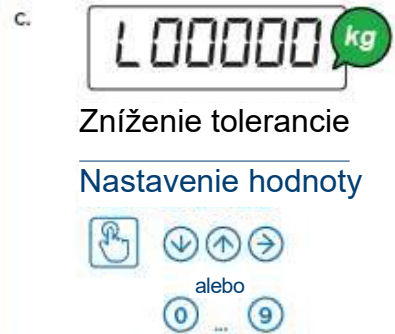 c.
L00000 kg
Zníženie tolerancie
Nastavenie hodnoty
alebo
0 ... 9